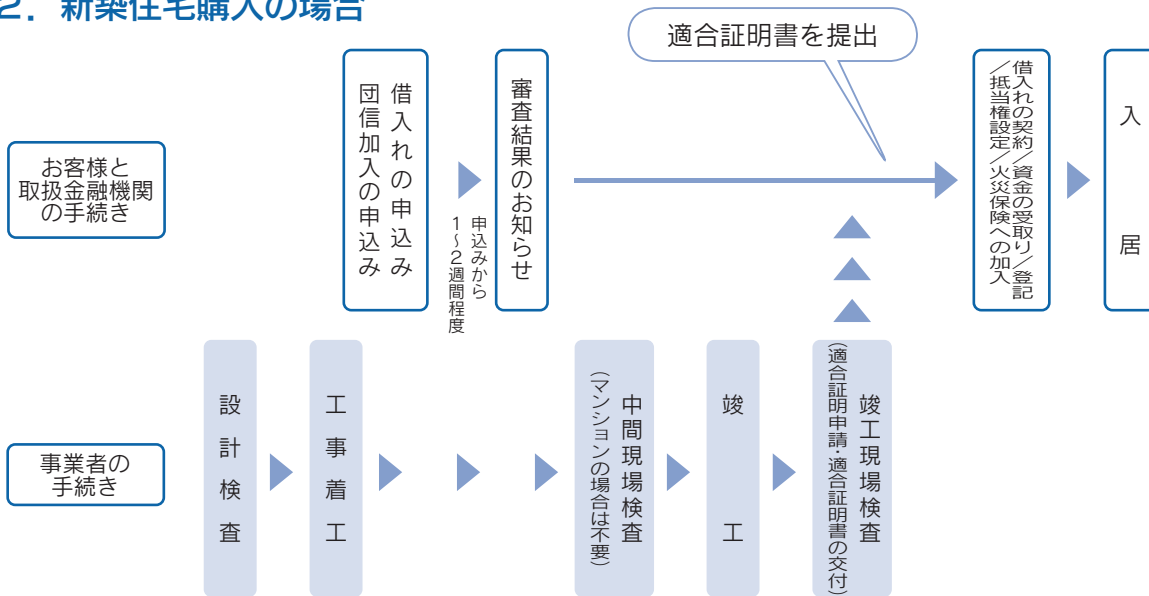 2．新築住宅購入の場合
適合証明書を提出
お客様と
取扱金融機関
の手続き
借入れの申込み
団信加入の申込み
申込みから
1～2週間程度
審査結果のお知らせ
借入れの契約／資金の受取り／登記
／抵当権設定／火災保険への加入
入居
事業者の
手続き
設計検査
工事着工
中間現場検査
（マンションの場合は不要）
竣工
竣工現場検査
（適合証明申請・適合証明書の交付）